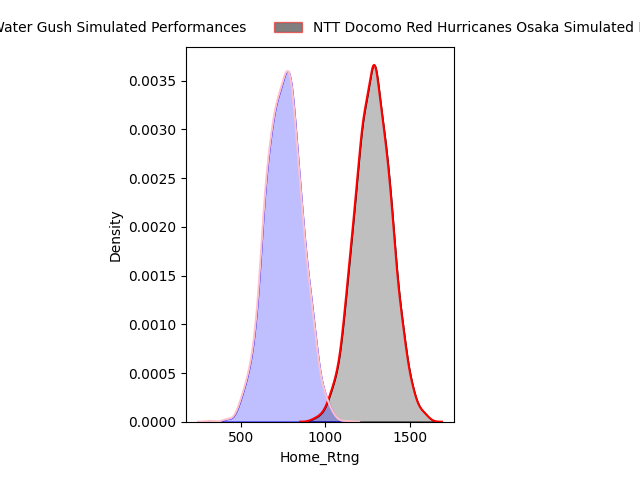 Water Gush Simulated Performances NTT Docomo Red Hurricanes Osaka Simulated
0.0035
0.0030
0.0025
0.0020
0.0015
0.0010
0.0005
0.0000
Density
500 1000 1500
Home_Rtng